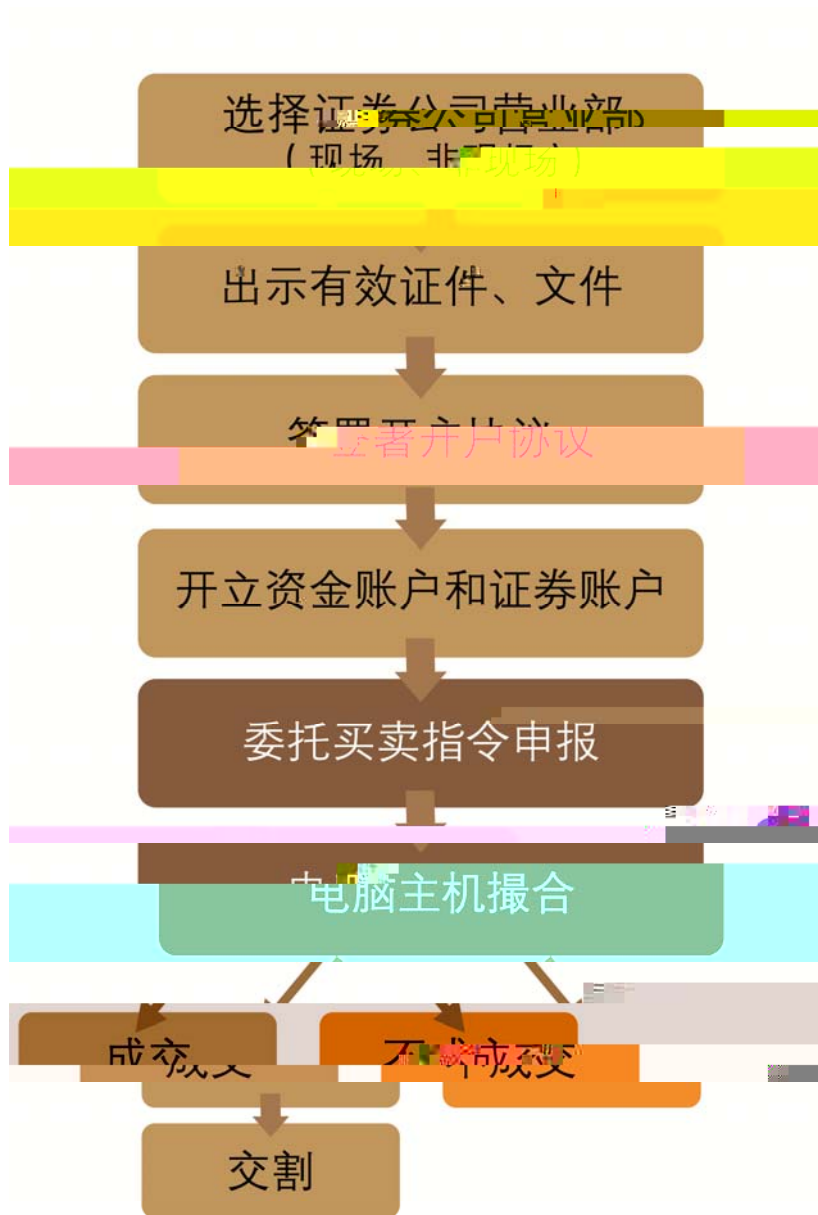 选择证券公司营业部
（现场、非现场）
出示有效证件、文件
签署开户协议
开立资金账户和证券账户
委托买卖指令申报
电脑主机撮合
成交
不成交
交割